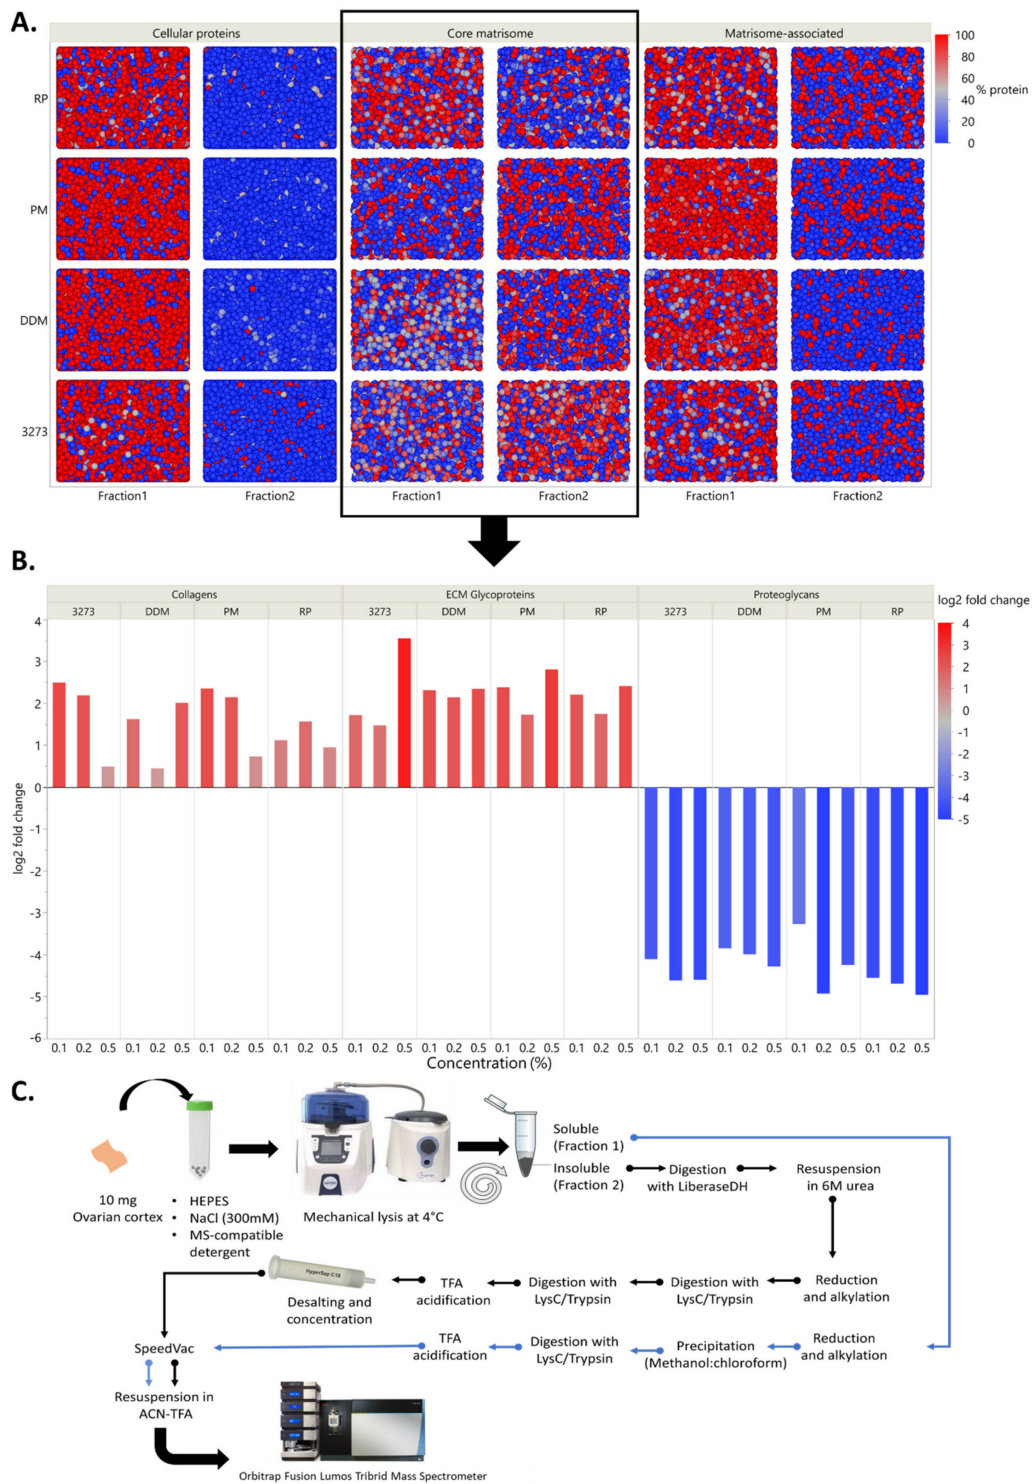 A.
Cellular proteins Core matrisome Matrisome-associated
RP
PM
DDM
3273
100
80
60
40
20
0
% protein
Fraction1 Fraction2 Fraction1 Fraction2 Fraction1 Fraction2
B.
Collagens ECM Glycoproteins Proteoglycans
3273 DDM PM RP 3273 DDM PM RP 3273 DDM PM RP
log2 fold change
4
3
2
1
0
-1
-2
-3
-4
-5
log2 fold change
4
3
2
1
0
-1
-2
-3
-4
-5
-6
0.1 0.2 0.5 0.1 0.2 0.5 0.1 0.2 0.5 0.1 0.2 0.5 0.1 0.2 0.5 0.1 0.2 0.5 0.1 0.2 0.5 0.1 0.2 0.5 0.1 0.2 0.5 0.1 0.2 0.5 0.1 0.2 0.5 0.1 0.2 0.5
Concentration (%)
C.
10 mg
Ovarian cortex
• HEPES
• NaCl (300mM)
• MS-compatible
detergent
Mechanical lysis at 4°C
Soluble
(Fraction 1)
Insoluble
(Fraction 2)
Digestion
with LiberaseDH
Resuspension
in 6M urea
Reduction
and alkylation
Digestion with
LysC/Trypsin
Digestion with
LysC/Trypsin
TFA
acidification
HyperSep C18
Desalting and
concentration
Reduction
and alkylation
Precipitation
(Methanol:chloroform)
Digestion with
LysC/Trypsin
TFA
acidification
SpeedVac
Resuspension in
ACN-TFA
Orbitrap Fusion Lumos Tribrid Mass Spectrometer